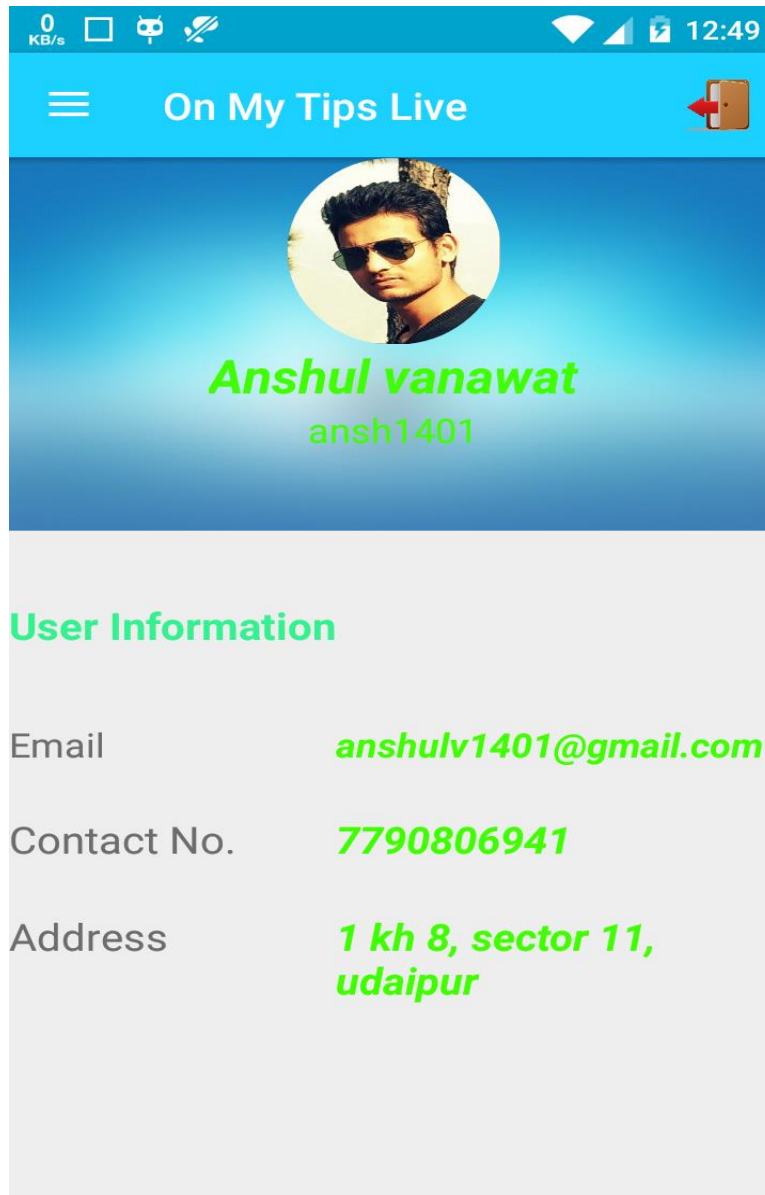 0
KB/s
12:49
On My Tips Live
Anshul vanawat
ansh1401
User Information
Email anshulv1401@gmail.com
Contact No. 7790806941
Address 1 kh 8, sector 11,
udaipur